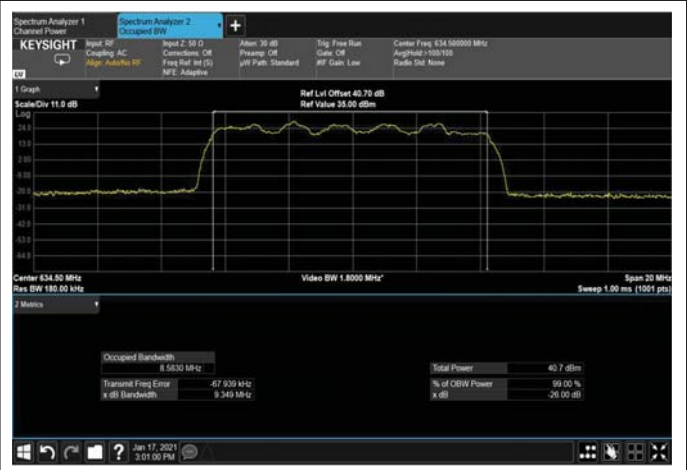 Spectrum Analyzer 1
Channel Power
Spectrum Analyzer 2
Occupied BW
+
KEYSIGHT
Input: RF
Coupling: AC
Align: Auto/No RF
Input Z: 50 Ω
Corrections: Off
Freq Ref: Int (S)
NFE: Adaptive
Atten: 30 dB
Preamp: Off
µW Path: Standard
Trig: Free Run
Gate: Off
#IF Gain: Low
Center Freq: 634.500000 MHz
Avg|Hold:>100/100
Radio Std: None
1 Graph
Scale/Div 11.0 dB
Ref Lvl Offset 40.70 dB
Ref Value 35.00 dBm
Log
24.0
13.0
2.00
-9.00
-20.0
-31.0
-42.0
-53.0
-64.0
Center 634.50 MHz
Res BW 180.00 kHz
Video BW 1.8000 MHz*
Span 20 MHz
Sweep 1.00 ms (1001 pts)
2 Metrics
Occupied Bandwidth
8.5830 MHz
Transmit Freq Error -67.939 kHz
x dB Bandwidth 9.349 MHz
Total Power 40.7 dBm
% of OBW Power 99.00 %
x dB -26.00 dB
?
Jan 17, 2021
3:01:00 PM